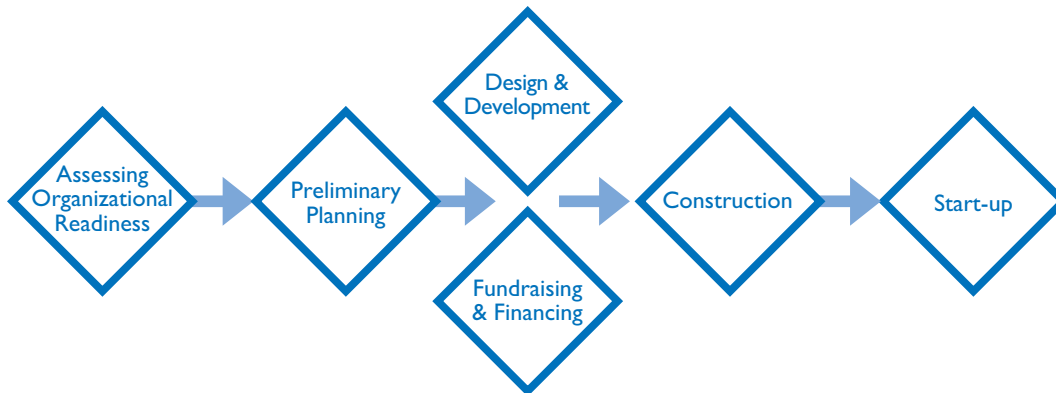 Assessing
Organizational
Readiness
Preliminary
Planning
Design &
Development
Fundraising
& Financing
Construction
Start-up